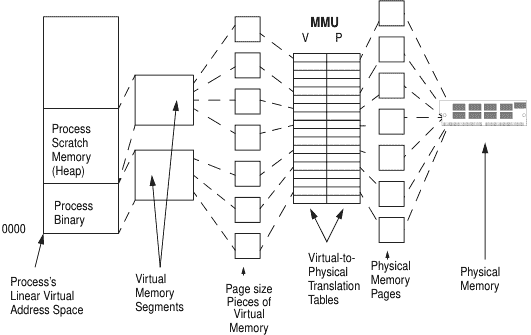 MMU
V P
Process
Scratch
Memory
(Heap)
Process
Binary
0000
Process's
Linear Virtual
Address Space
Virtual
Memory
Segments
Page size
Pieces of
Virtual
Memory
Virtual-to-
Physical
Translation
Tables
Physical
Memory
Pages
Physical
Memory